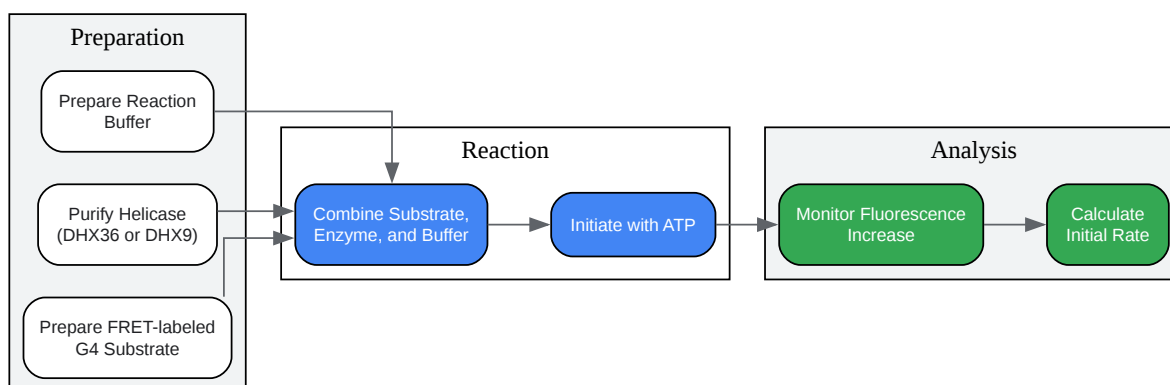 Preparation
Prepare Reaction
Buffer
Purify Helicase
(DHX36 or DHX9)
Prepare FRET-labeled
G4 Substrate
Reaction
Combine Substrate,
Enzyme, and Buffer
Initiate with ATP
Analysis
Monitor Fluorescence
Increase
Calculate
Initial Rate